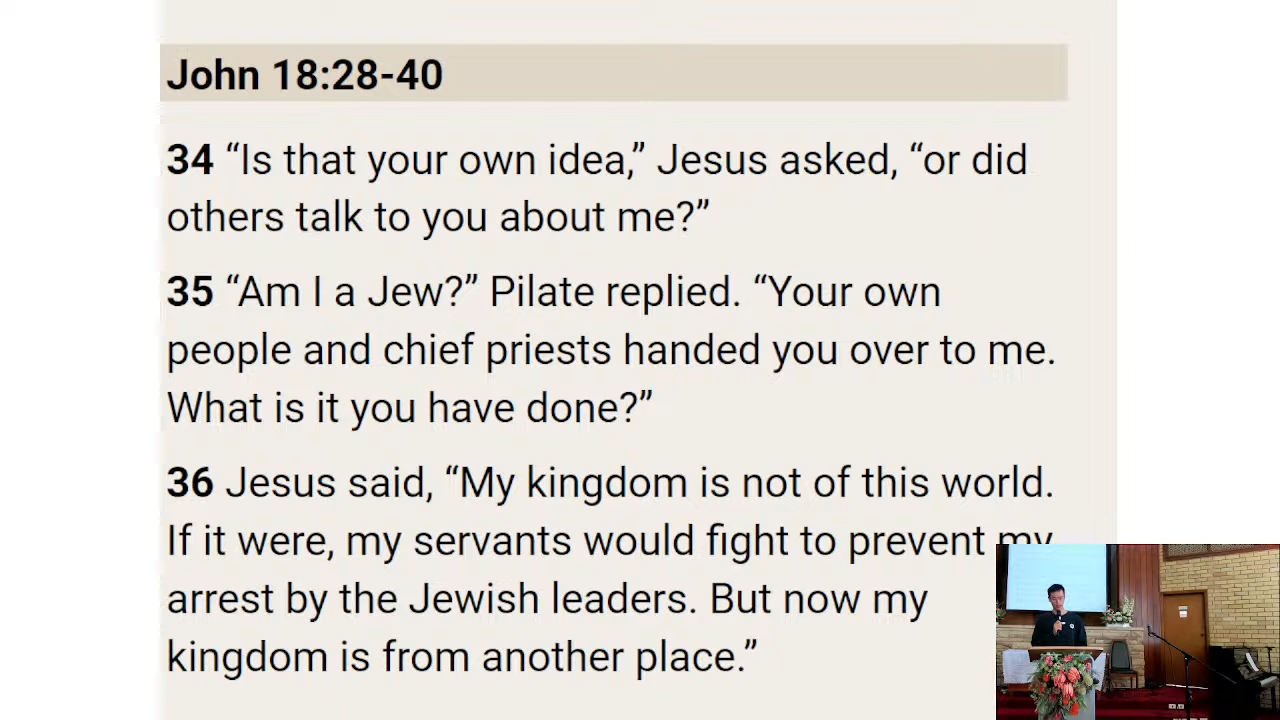 John 18:28-40
34 “Is that your own idea,” Jesus asked, “or did
others talk to you about me?”
35 “Am I a Jew?” Pilate replied. “Your own
people and chief priests handed you over to me.
What is it you have done?”
36 Jesus said, “My kingdom is not of this world.
If it were, my servants would fight to prevent my
arrest by the Jewish leaders. But now my
kingdom is from another place.”